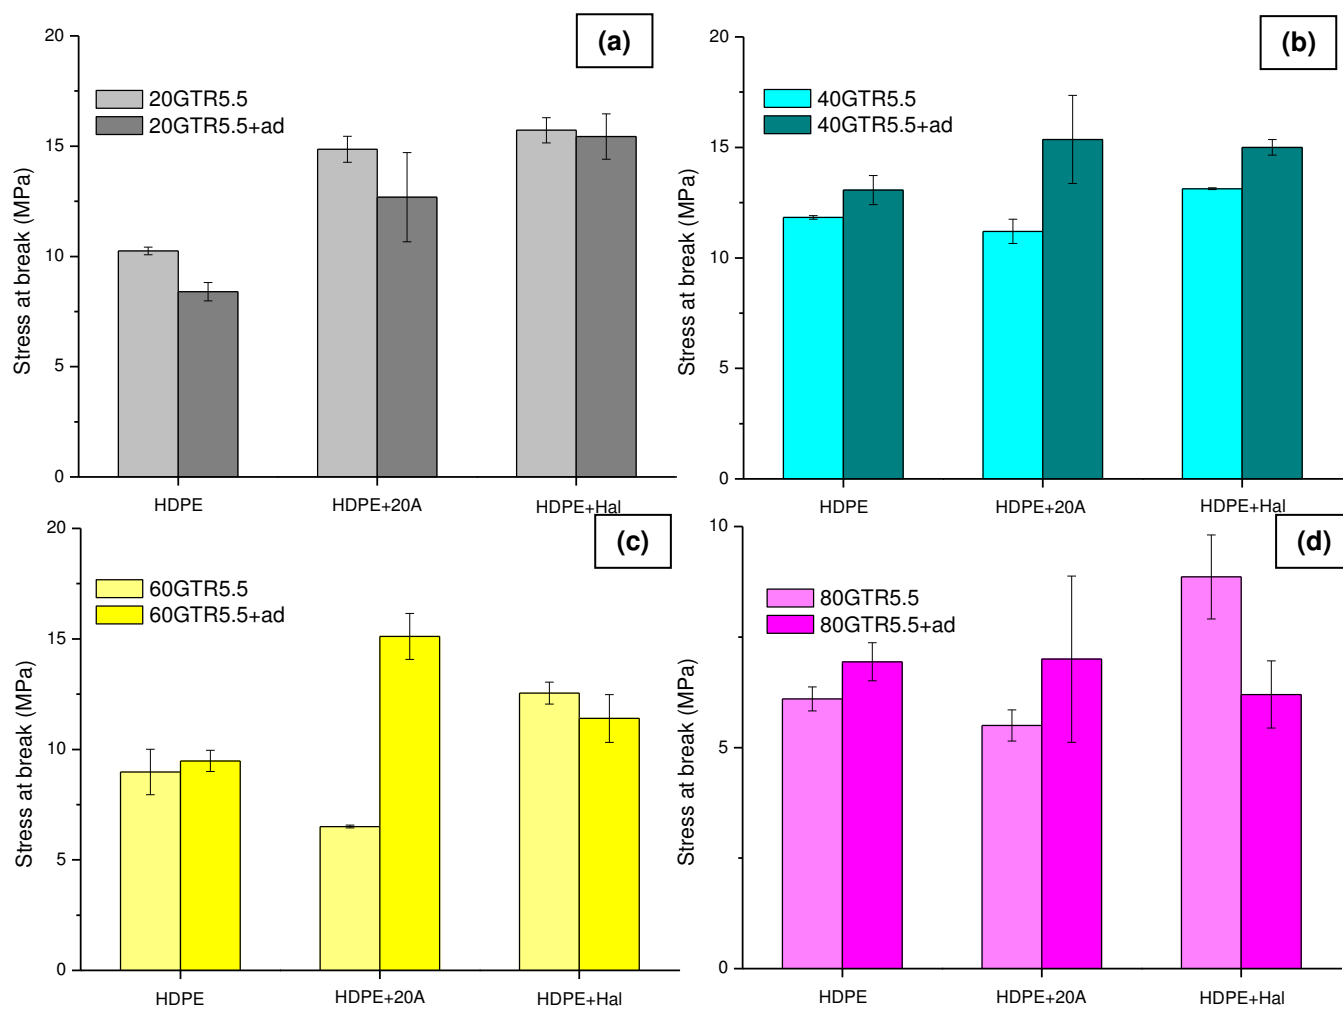 (a)
20
15
10
5
0
Stress at break (MPa)
20GTR5.5
20GTR5.5+ad
HDPE
HDPE+20A
HDPE+Hal
(b)
20
15
10
5
0
Stress at break (MPa)
40GTR5.5
40GTR5.5+ad
HDPE
HDPE+20A
HDPE+Hal
(c)
20
15
10
5
0
Stress at break (MPa)
60GTR5.5
60GTR5.5+ad
HDPE
HDPE+20A
HDPE+Hal
(d)
10
5
0
Stress at break (MPa)
80GTR5.5
80GTR5.5+ad
HDPE
HDPE+20A
HDPE+Hal